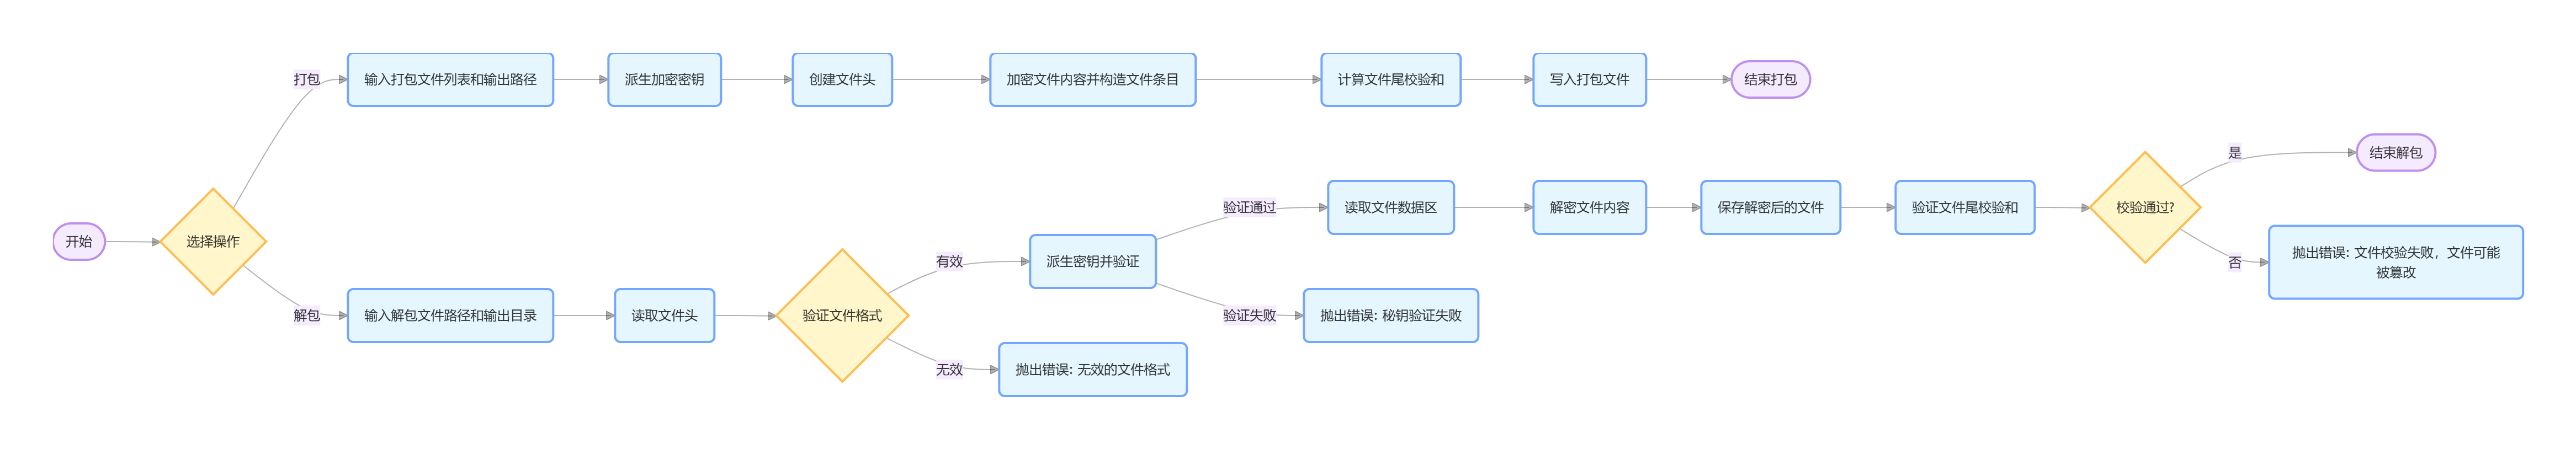 开始
选择操作
打包
输入打包文件列表和输出路径
派生加密密钥
创建文件头
加密文件内容并构造文件条目
计算文件尾校验和
写入打包文件
结束打包
解包
输入解包文件路径和输出目录
读取文件头
验证文件格式
有效
派生密钥并验证
验证通过
读取文件数据区
解密文件内容
保存解密后的文件
验证文件尾校验和
校验通过?
是
结束解包
否
抛出错误: 文件校验失败，文件可能
被篡改
验证失败
抛出错误: 秘钥验证失败
无效
抛出错误: 无效的文件格式